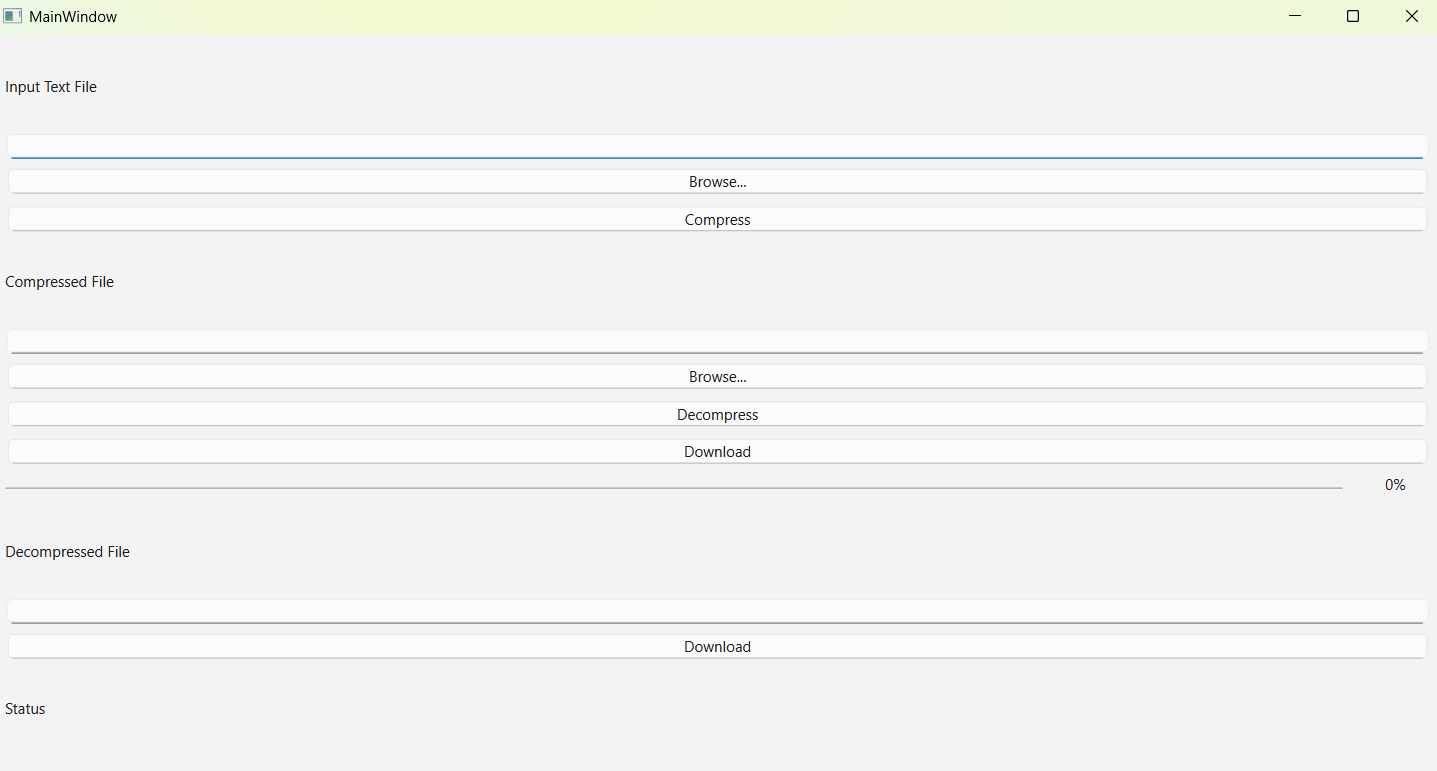 MainWindow
Input Text File
Browse...
Compress
Compressed File
Browse...
Decompress
Download
0%
Decompressed File
Download
Status